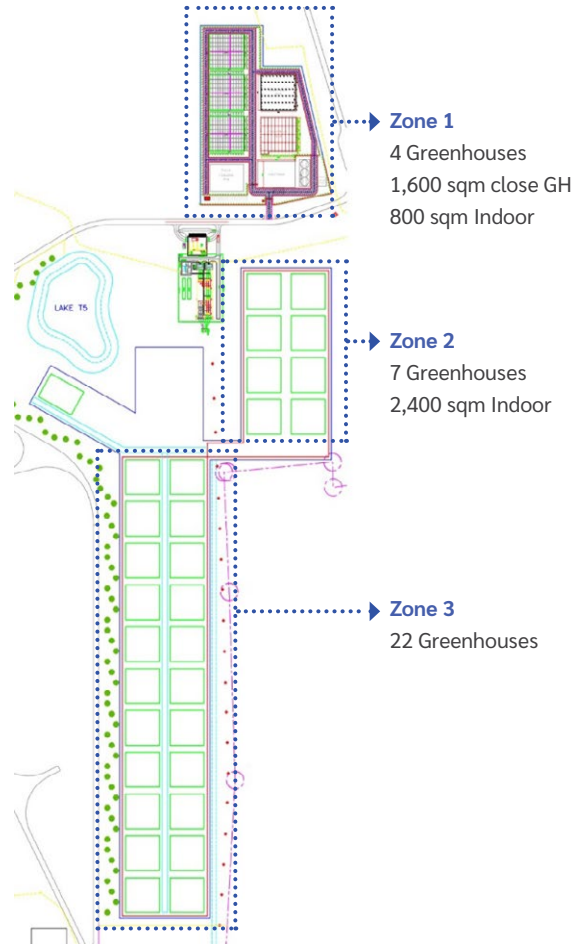 Zone 1
4 Greenhouses
1,600 sqm close GH
800 sqm Indoor
LAKE T5
Zone 2
7 Greenhouses
2,400 sqm Indoor
Zone 3
22 Greenhouses